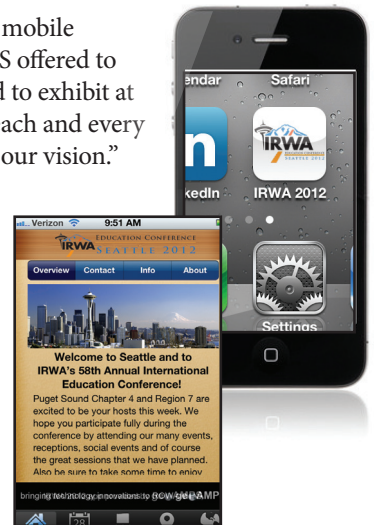 mobile
S offered to
d to exhibit at
each and every
our vision.”
endar
Safari
in
IRWA
SEATTLE 2012
kedIn
IRWA 2012
Settings
Verizon
9:51 AM
IRWA
EDUCATION CONFERENCE
SEATTLE 2012
Overview
Contact
Info
About
Welcome to Seattle and to
IRWA's 58th Annual International
Education Conference!
Puget Sound Chapter 4 and Region 7 are
excited to be your hosts this week. We
hope you participate fully during the
conference by attending our many events,
receptions, social events and of course
the great sessions that we have planned.
Also be sure to take some time to enjoy
28